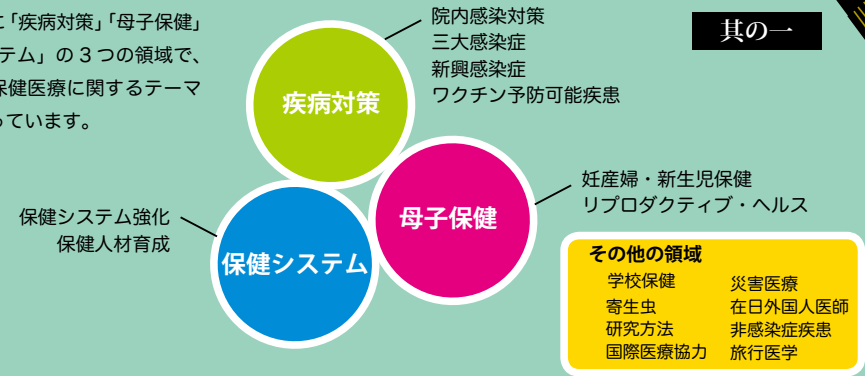 に「疾病対策」「母子保健」
テム」の3つの領域で、
保健医療に関するテーマ
っています。
其の一
疾病対策
院内感染対策
三大感染症
新興感染症
ワクチン予防可能疾患
母子保健
妊産婦・新生児保健
リプロダクティブ・ヘルス
保健システム強化
保健人材育成
保健システム
その他の領域
学校保健
寄生虫
研究方法
国際医療協力
災害医療
在日外国人医師
非感染症疾患
旅行医学